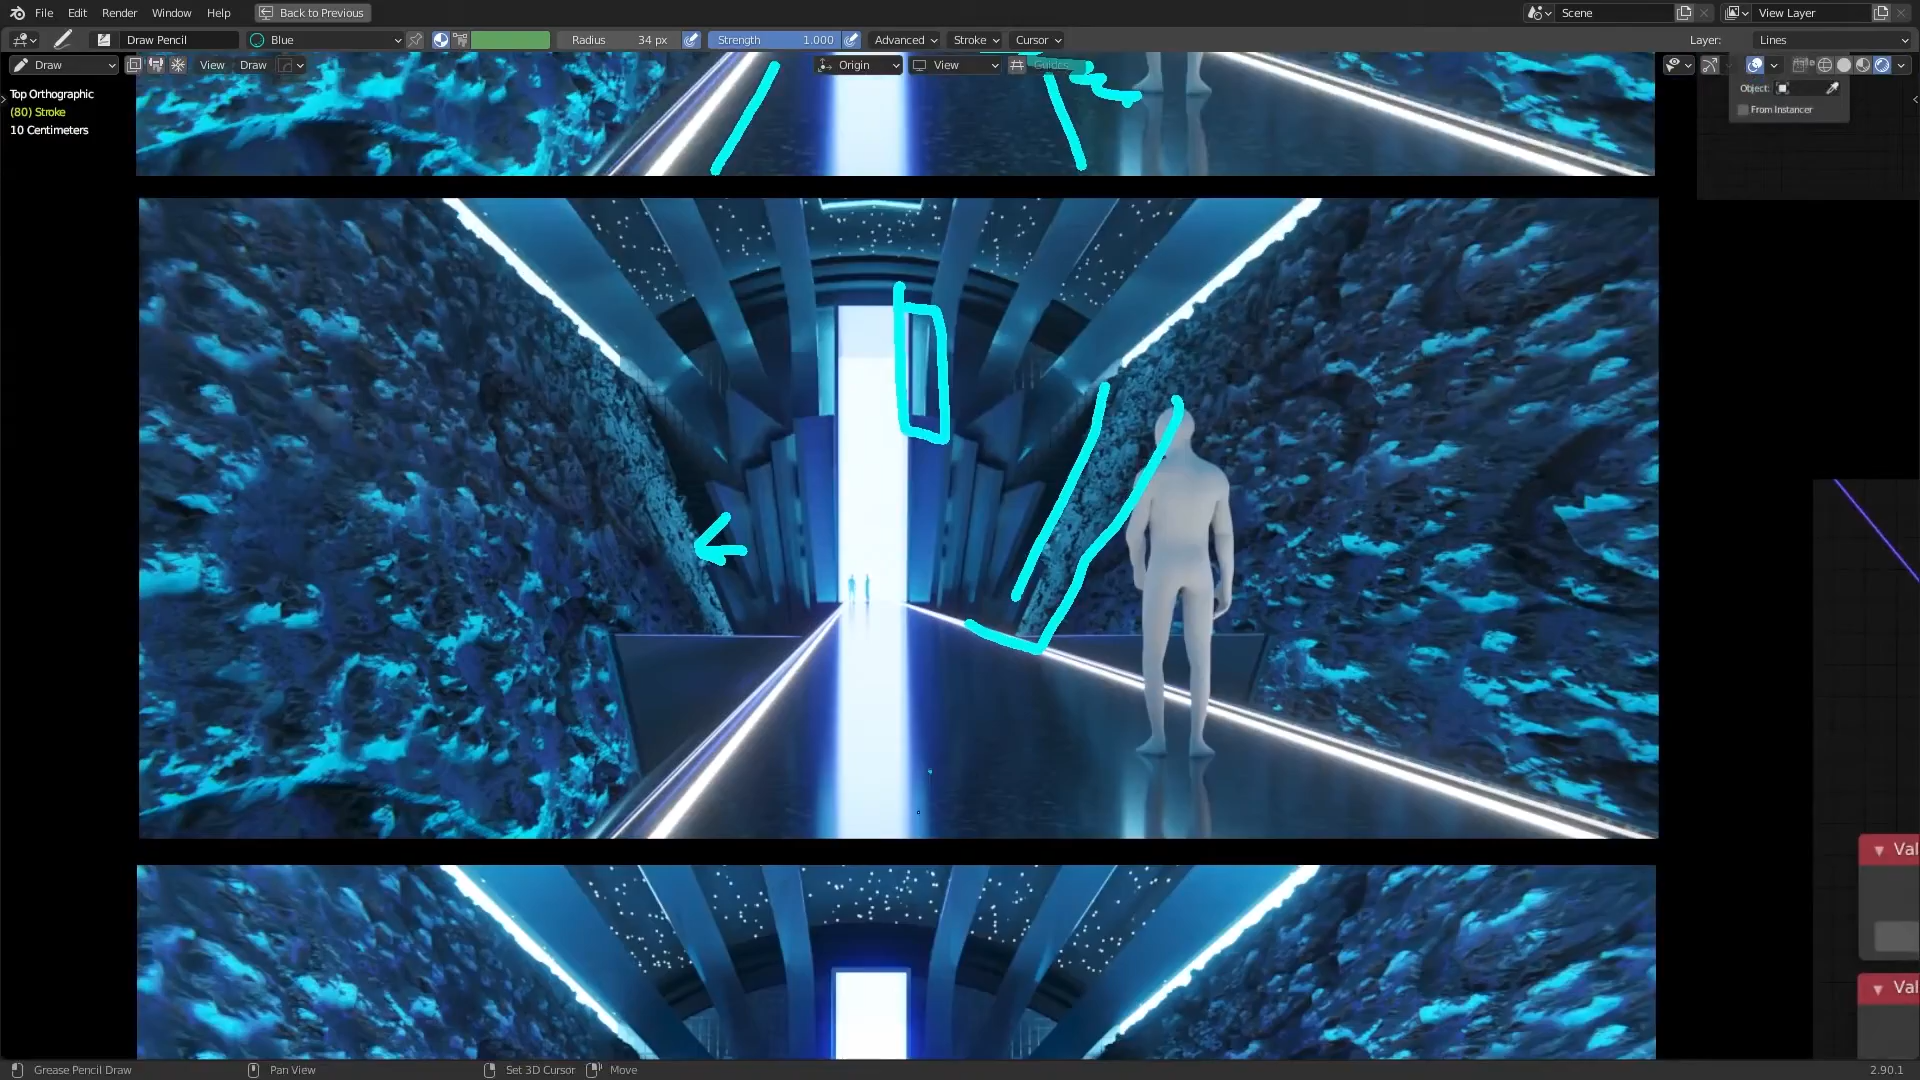 File Edit Render Window Help Back to Previous Scene View Layer
Draw Pencil Blue Radius 34 px Strength 1.000 Advanced Stroke Cursor Layer: Lines
Draw View Draw Origin View Guides
Object:
From Instancer
Top Orthographic
(80) Stroke
10 Centimeters
Val
Val
Grease Pencil Draw Pan View Set 3D Cursor Move 2.90.1